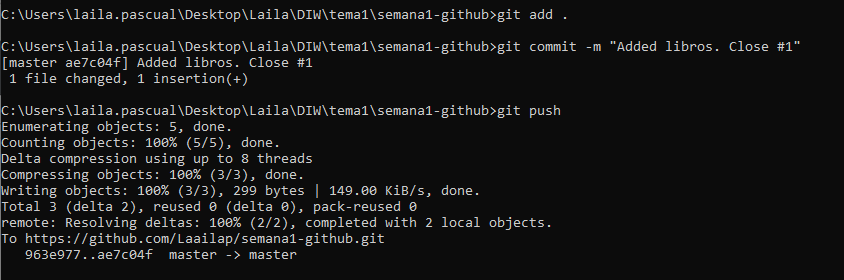 C:\Users\laila.pascual\Desktop\Laila\DIW\tema1\semana1-github>git add .
C:\Users\laila.pascual\Desktop\Laila\DIW\tema1\semana1-github>git commit -m "Added libros. Close #1"
[master ae7c04f] Added libros. Close #1
 1 file changed, 1 insertion(+)
C:\Users\laila.pascual\Desktop\Laila\DIW\tema1\semana1-github>git push
Enumerating objects: 5, done.
Counting objects: 100% (5/5), done.
Delta compression using up to 8 threads
Compressing objects: 100% (3/3), done.
Writing objects: 100% (3/3), 299 bytes | 149.00 KiB/s, done.
Total 3 (delta 2), reused 0 (delta 0), pack-reused 0
remote: Resolving deltas: 100% (2/2), completed with 2 local objects.
To https://github.com/Laailap/semana1-github.git
   963e977..ae7c04f  master -> master